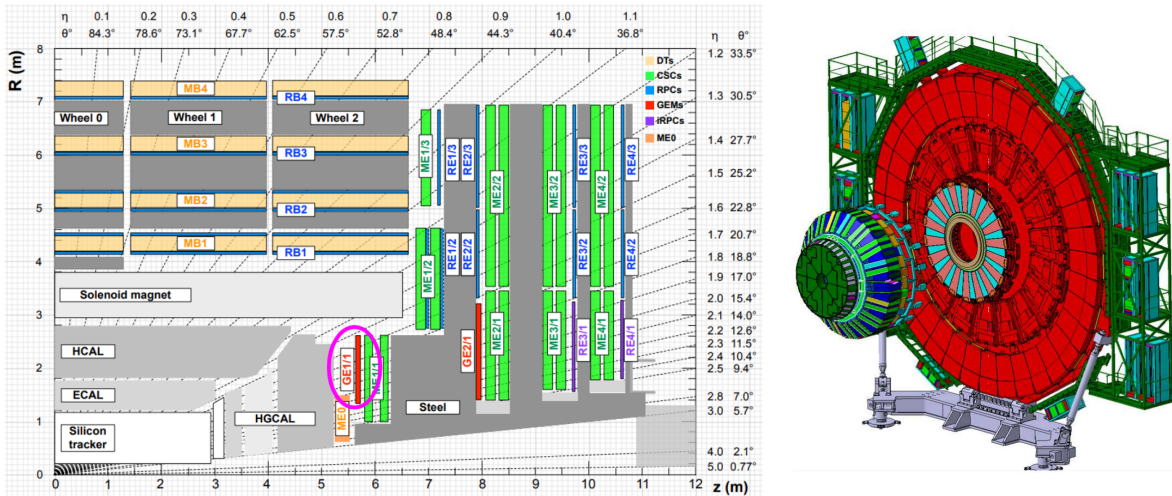 η 0.1 0.2 0.3 0.4 0.5 0.6 0.7 0.8 0.9 1.0 1.1
θ° 84.3° 78.6° 73.1° 67.7° 62.5° 57.5° 52.8° 48.4° 44.3° 40.4° 36.8° η θ°
R (m)
8
7
6
5
4
3
2
1
0
1.2 33.5°
1.3 30.5°
1.4 27.7°
1.5 25.2°
1.6 22.8°
1.7 20.7°
1.8 18.8°
1.9 17.0°
2.0 15.4°
2.1 14.0°
2.2 12.6°
2.3 11.5°
2.4 10.4°
2.5 9.4°
2.8 7.0°
3.0 5.7°
4.0 2.1°
5.0 0.77°
DTs
CSCs
RPCs
GEMs
iRPCs
ME0
MB4
RB4
Wheel 0
Wheel 1
Wheel 2
MB3
RB3
MB2
RB2
MB1
RB1
Solenoid magnet
HCAL
ECAL
Silicon
tracker
HGCAL
Steel
ME0
GE1/1
ME1/1
ME1/2
ME1/3
RE1/3
RE2/3
RE1/2
RE2/2
GE2/1
ME2/2
ME2/1
ME3/2
ME3/1
RE3/3
RE3/2
RE3/1
ME4/2
ME4/1
RE4/3
RE4/2
RE4/1
0 1 2 3 4 5 6 7 8 9 10 11 12
z (m)